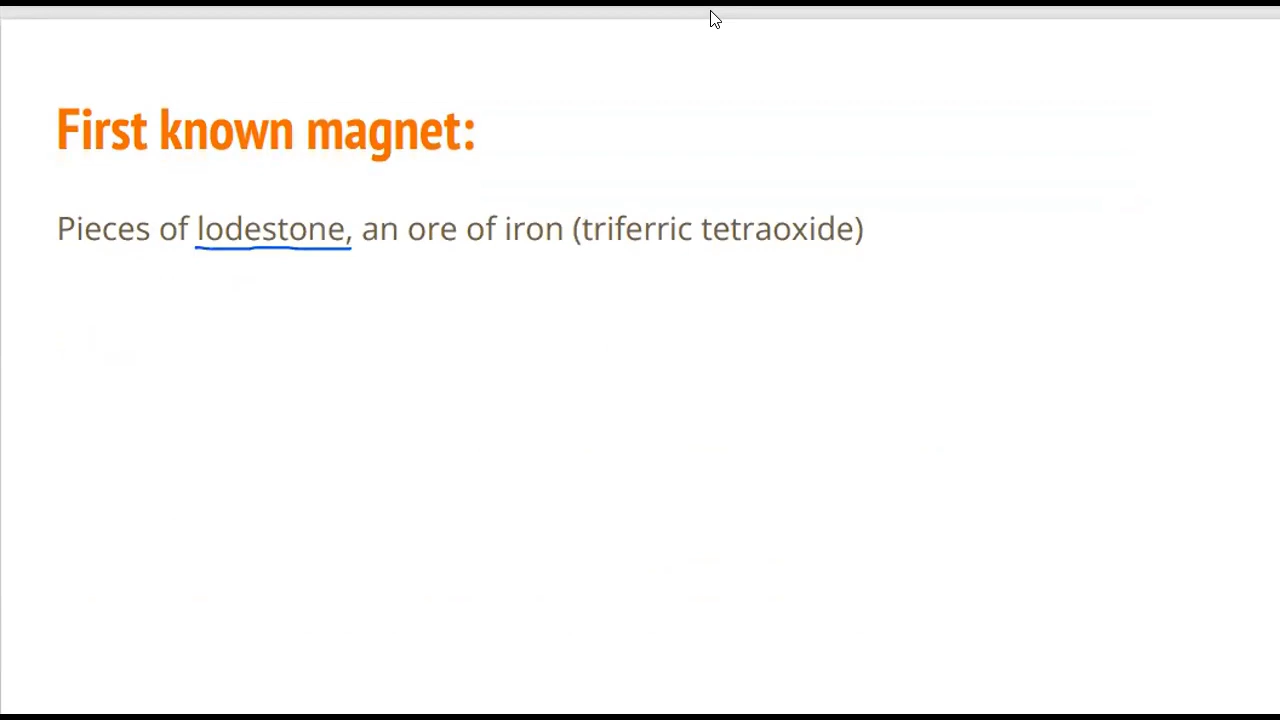 First known magnet:
Pieces of lodestone, an ore of iron (triferric tetraoxide)